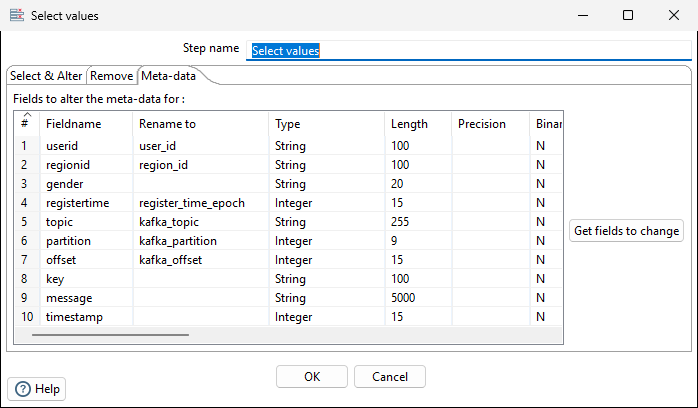 Select values
Step name Select values
Select & Alter Remove Meta-data
Fields to alter the meta-data for :
# Fieldname Rename to Type Length Precision Binar
1 userid user_id String 100 N
2 regionid region_id String 100 N
3 gender String 20 N
4 registertime register_time_epoch Integer 15 N
5 topic kafka_topic String 255 N
6 partition kafka_partition Integer 9 N
7 offset kafka_offset Integer 15 N
8 key String 100 N
9 message String 5000 N
10 timestamp Integer 15 N
Get fields to change
OK Cancel
? Help